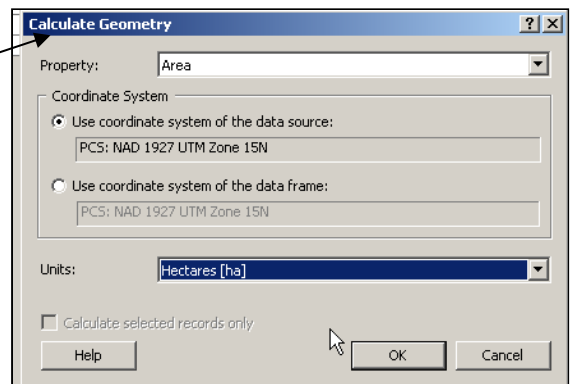 Calculate Geometry
Property: Area
Coordinate System
Use coordinate system of the data source:
PCS: NAD 1927 UTM Zone 15N
Use coordinate system of the data frame:
PCS: NAD 1927 UTM Zone 15N
Units: Hectares [ha]
Calculate selected records only
Help OK Cancel